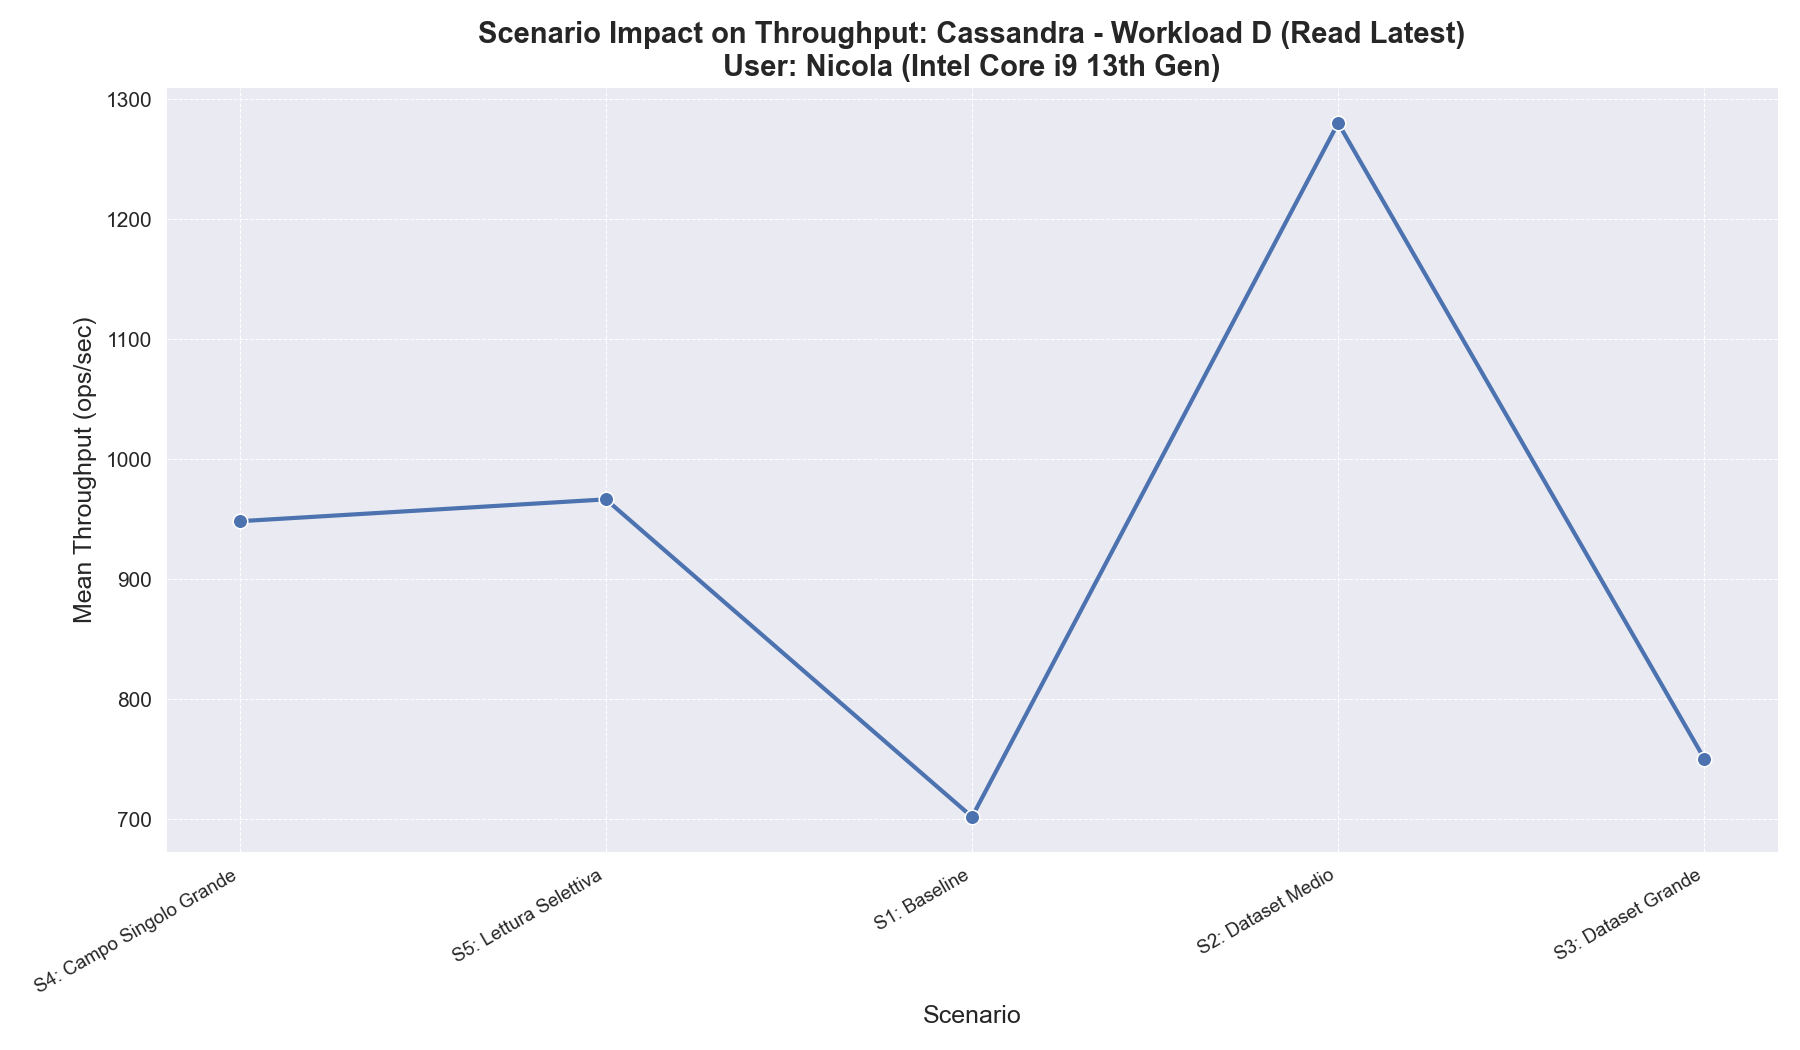 Scenario Impact on Throughput: Cassandra - Workload D (Read Latest)
User: Nicola (Intel Core i9 13th Gen)
Mean Throughput (ops/sec)
1300
1200
1100
1000
900
800
700
S4: Campo Singolo Grande
S5: Lettura Selettiva
S1: Baseline
S2: Dataset Medio
S3: Dataset Grande
Scenario